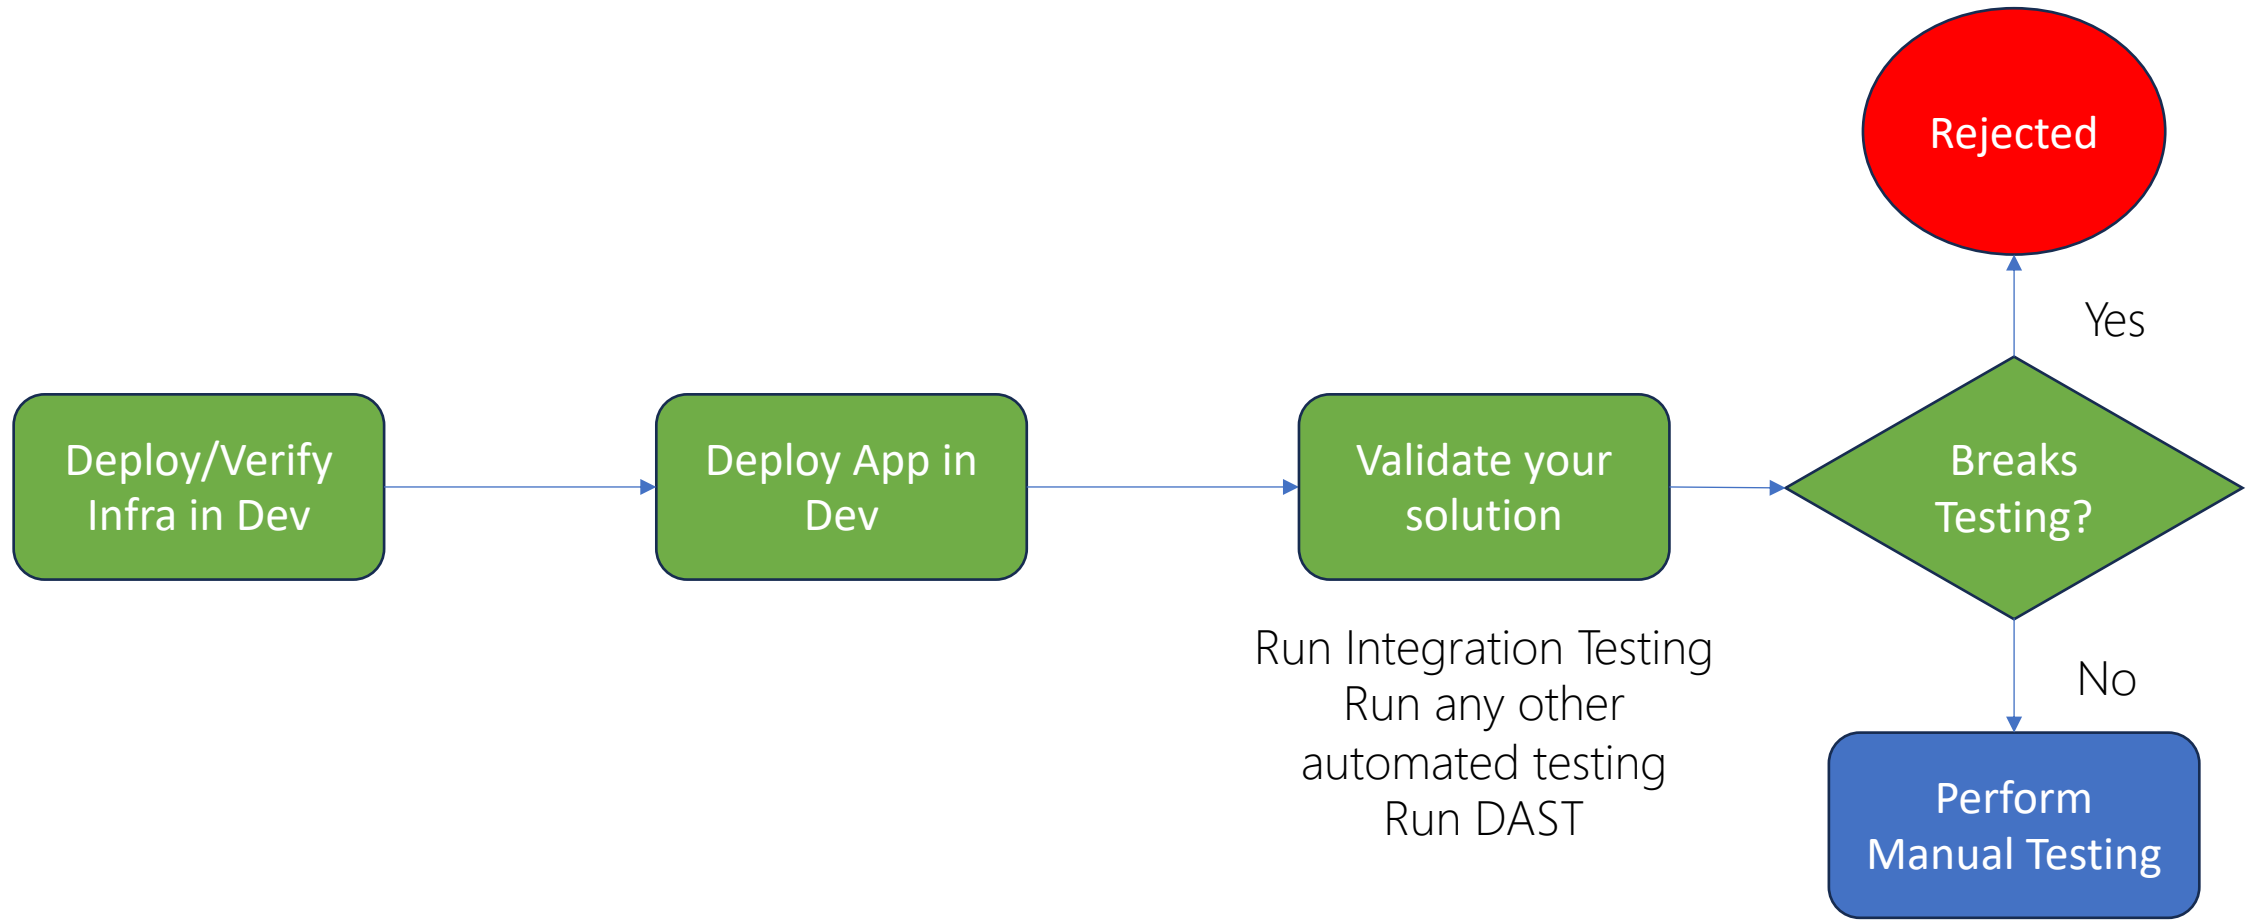 Rejected
Yes
Deploy/Verify
Infra in Dev
Deploy App in
Dev
Validate your
solution
Breaks
Testing?
Run Integration Testing
Run any other
automated testing
Run DAST
No
Perform
Manual Testing